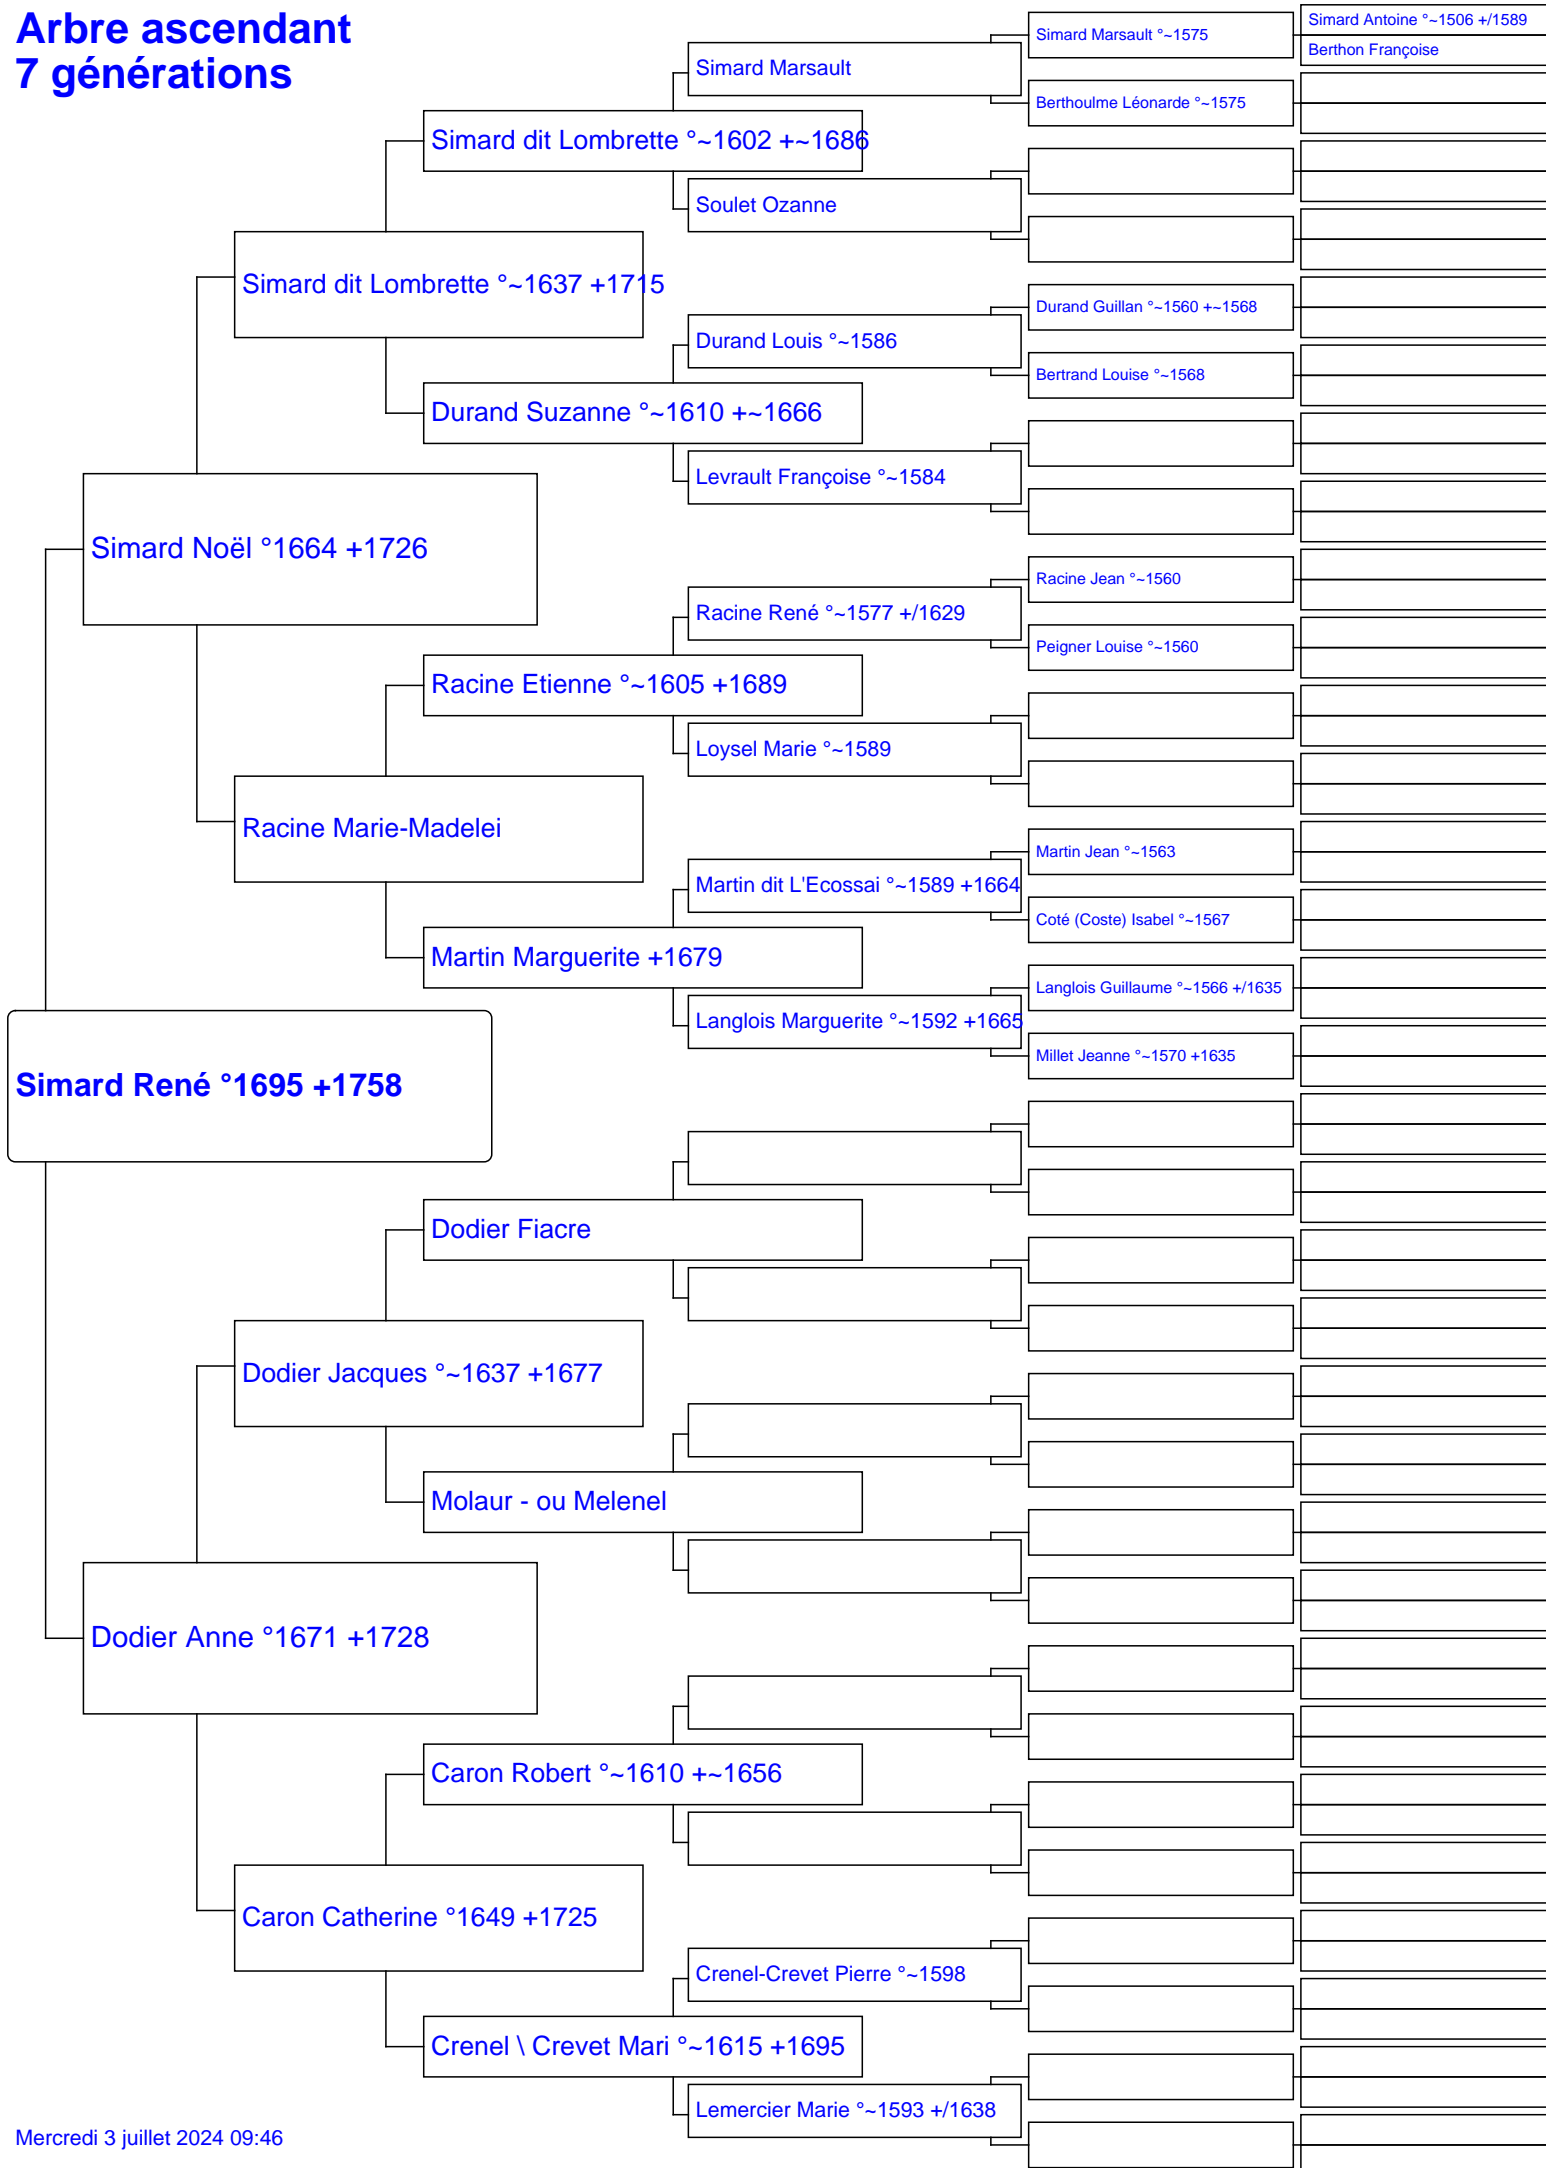 Arbre ascendant
7 générations
Simard Antoine °~1506 +/1589
Simard Marsault °~1575
Berthon Françoise
Simard Marsault
Berthoulme Léonarde °~1575
Simard dit Lombrette °~1602 +~1686
Soulet Ozanne
Simard dit Lombrette °~1637 +1715
Durand Guillan °~1560 +~1568
Durand Louis °~1586
Bertrand Louise °~1568
Durand Suzanne °~1610 +~1666
Levrault Françoise °~1584
Simard Noël °1664 +1726
Racine Jean °~1560
Racine René °~1577 +/1629
Peigner Louise °~1560
Racine Etienne °~1605 +1689
Loysel Marie °~1589
Racine Marie-Madelei
Martin Jean °~1563
Martin dit L'Ecossai °~1589 +1664
Coté (Coste) Isabel °~1567
Martin Marguerite +1679
Langlois Guillaume °~1566 +/1635
Langlois Marguerite °~1592 +1665
Millet Jeanne °~1570 +1635
Simard René °1695 +1758
Dodier Fiacre
Dodier Jacques °~1637 +1677
Molaur - ou Melenel
Dodier Anne °1671 +1728
Caron Robert °~1610 +~1656
Caron Catherine °1649 +1725
Crenel-Crevet Pierre °~1598
Crenel \ Crevet Mari °~1615 +1695
Lemercier Marie °~1593 +/1638
Mercredi 3 juillet 2024 09:46